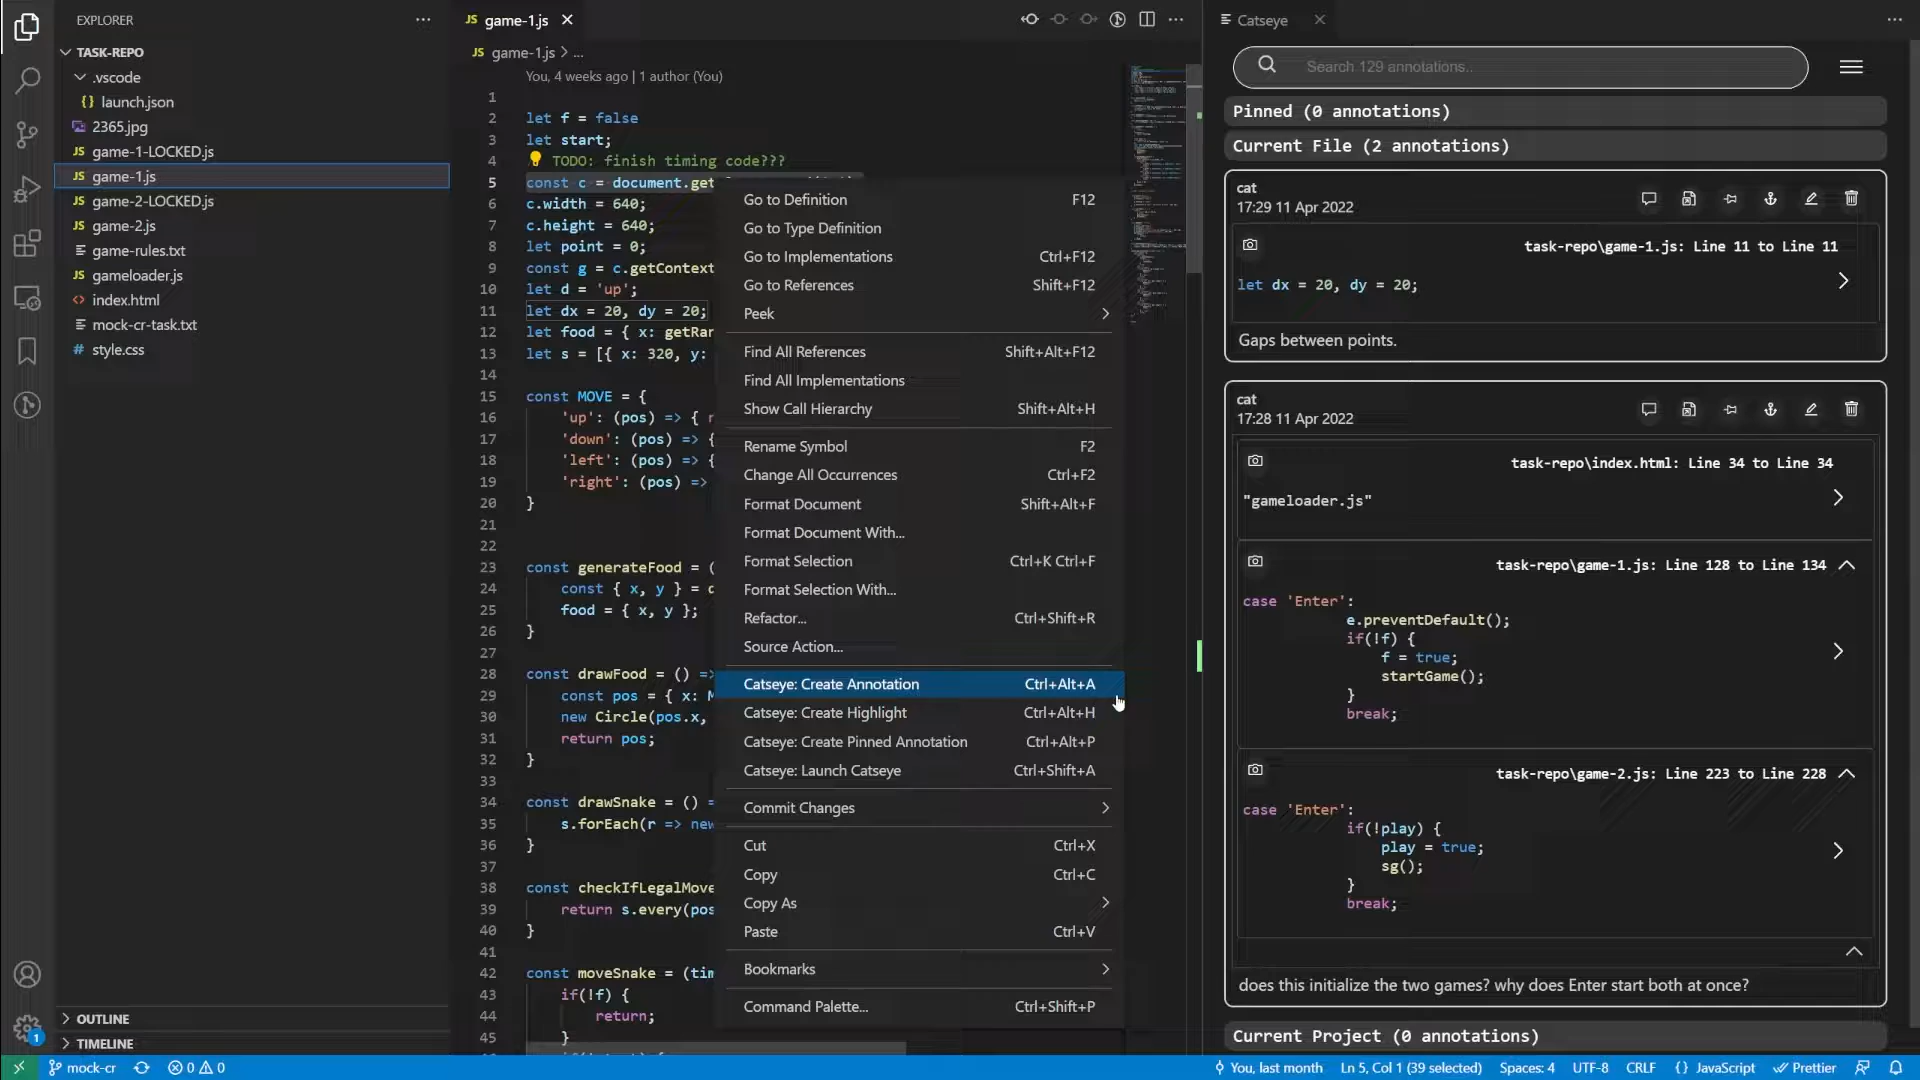 EXPLORER
TASK-REPO
.vscode
{} launch.json
2365.jpg
JS game-1-LOCKED.js
JS game-1.js
JS game-2-LOCKED.js
JS game-2.js
game-rules.txt
JS gameloader.js
<> index.html
mock-cr-task.txt
# style.css
OUTLINE
TIMELINE
1
JS game-1.js
JS game-1.js > ...
You, 4 weeks ago | 1 author (You)
1
2 let f = false
3 let start;
4 TODO: finish timing code???
5 const c = document.get
6 c.width = 640;
7 c.height = 640;
8 let point = 0;
9 const g = c.getContext
10 let d = 'up';
11 let dx = 20, dy = 20;
12 let food = { x: getRan
13 let s = [{ x: 320, y:
14
15 const MOVE = {
16 'up': (pos) => { r
17 'down': (pos) => {
18 'left': (pos) => {
19 'right': (pos) =>
20 }
21
22
23 const generateFood = (
24 const { x, y } =
25 food = { x, y };
26 }
27
28 const drawFood = () =>
29 const pos = { x: M
30 new Circle(pos.x,
31 return pos;
32 }
33
34 const drawSnake = () =
35 s.forEach(r => new
36 }
37
38 const checkIfLegalMove
39 return s.every(pos
40 }
41
42 const moveSnake = (tim
43 if(!f) {
44 return;
45 }
Go to Definition F12
Go to Type Definition
Go to Implementations Ctrl+F12
Go to References Shift+F12
Peek
Find All References Shift+Alt+F12
Find All Implementations
Show Call Hierarchy Shift+Alt+H
Rename Symbol F2
Change All Occurrences Ctrl+F2
Format Document Shift+Alt+F
Format Document With...
Format Selection Ctrl+K Ctrl+F
Format Selection With...
Refactor... Ctrl+Shift+R
Source Action...
Catseye: Create Annotation Ctrl+Alt+A
Catseye: Create Highlight Ctrl+Alt+H
Catseye: Create Pinned Annotation Ctrl+Alt+P
Catseye: Launch Catseye Ctrl+Shift+A
Commit Changes
Cut Ctrl+X
Copy Ctrl+C
Copy As
Paste Ctrl+V
Bookmarks
Command Palette... Ctrl+Shift+P
Catseye
Search 129 annotations..
Pinned (0 annotations)
Current File (2 annotations)
cat
17:29 11 Apr 2022
task-repo\game-1.js: Line 11 to Line 11
let dx = 20, dy = 20;
Gaps between points.
cat
17:28 11 Apr 2022
task-repo\index.html: Line 34 to Line 34
"gameloader.js"
task-repo\game-1.js: Line 128 to Line 134
case 'Enter':
e.preventDefault();
if(!f) {
f = true;
startGame();
}
break;
task-repo\game-2.js: Line 223 to Line 228
case 'Enter':
if(!play) {
play = true;
sg();
}
break;
does this initialize the two games? why does Enter start both at once?
Current Project (0 annotations)
mock-cr 0 0 You, last month Ln 5, Col 1 (39 selected) Spaces: 4 UTF-8 CRLF {} JavaScript Prettier